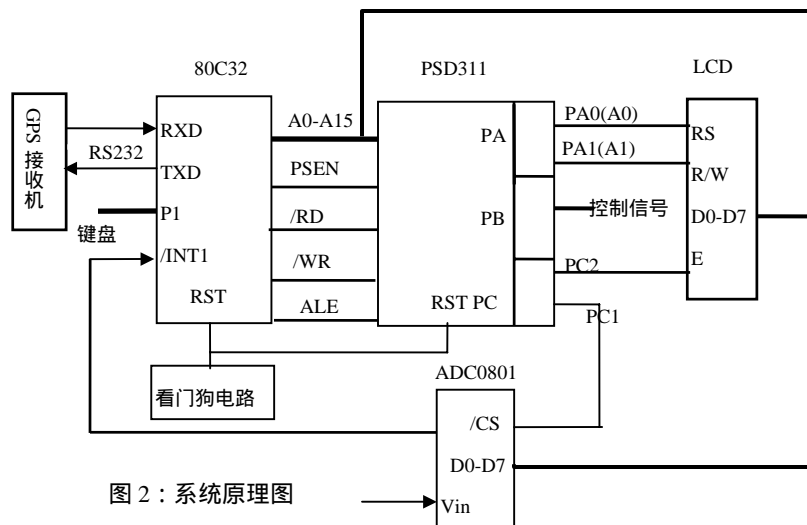 80C32
PSD311
LCD
GPS 接收机
RS232
RXD
TXD
P1
键盘
/INT1
RST
A0-A15
PSEN
/RD
/WR
ALE
PA
PB
RST PC
PA0(A0)
PA1(A1)
控制信号
PC2
PC1
RS
R/W
D0-D7
E
看门狗电路
ADC0801
/CS
D0-D7
Vin
图 2：系统原理图